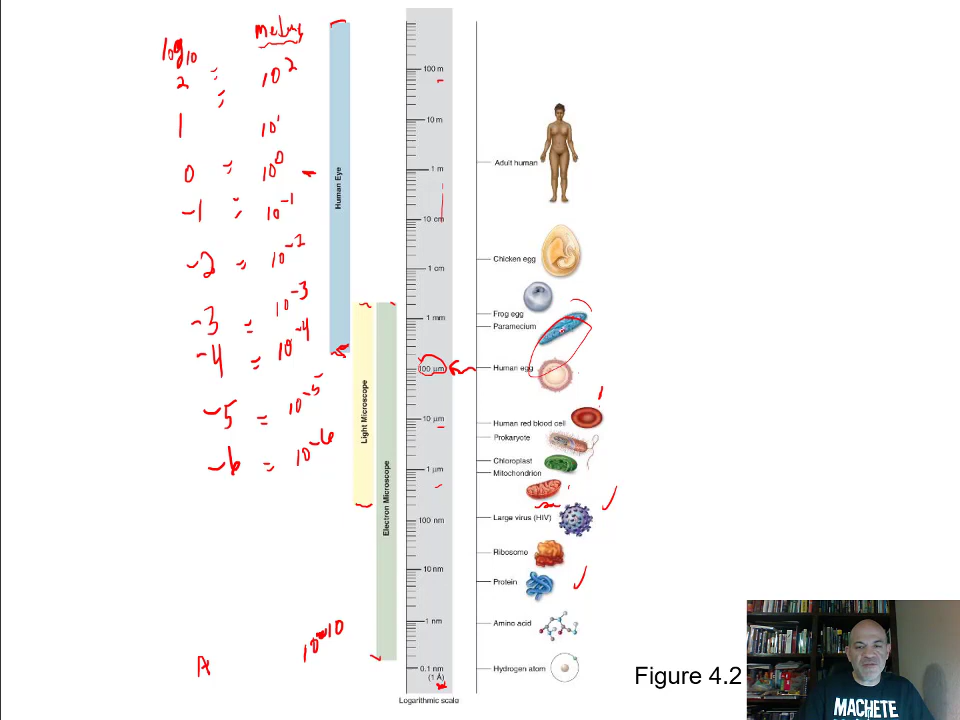 log10
meters
2 = 10^2
1 10^1
0 = 10^0
-1 = 10^-1
-2 = 10^-2
-3 = 10^-3
-4 = 10^-4
-5 = 10^-5
-6 = 10^-6
10^-10
Human Eye
Light Microscope
Electron Microscope
100 m
10 m
1 m
10 cm
1 cm
1 mm
100 µm
10 µm
1 µm
100 nm
10 nm
1 nm
0.1 nm
(1 Å)
Logarithmic scale
Adult human
Chicken egg
Frog egg
Paramecium
Human egg
Human red blood cell
Prokaryote
Chloroplast
Mitochondrion
Large virus (HIV)
Ribosome
Protein
Amino acid
Hydrogen atom
Figure 4.2
MACHETE